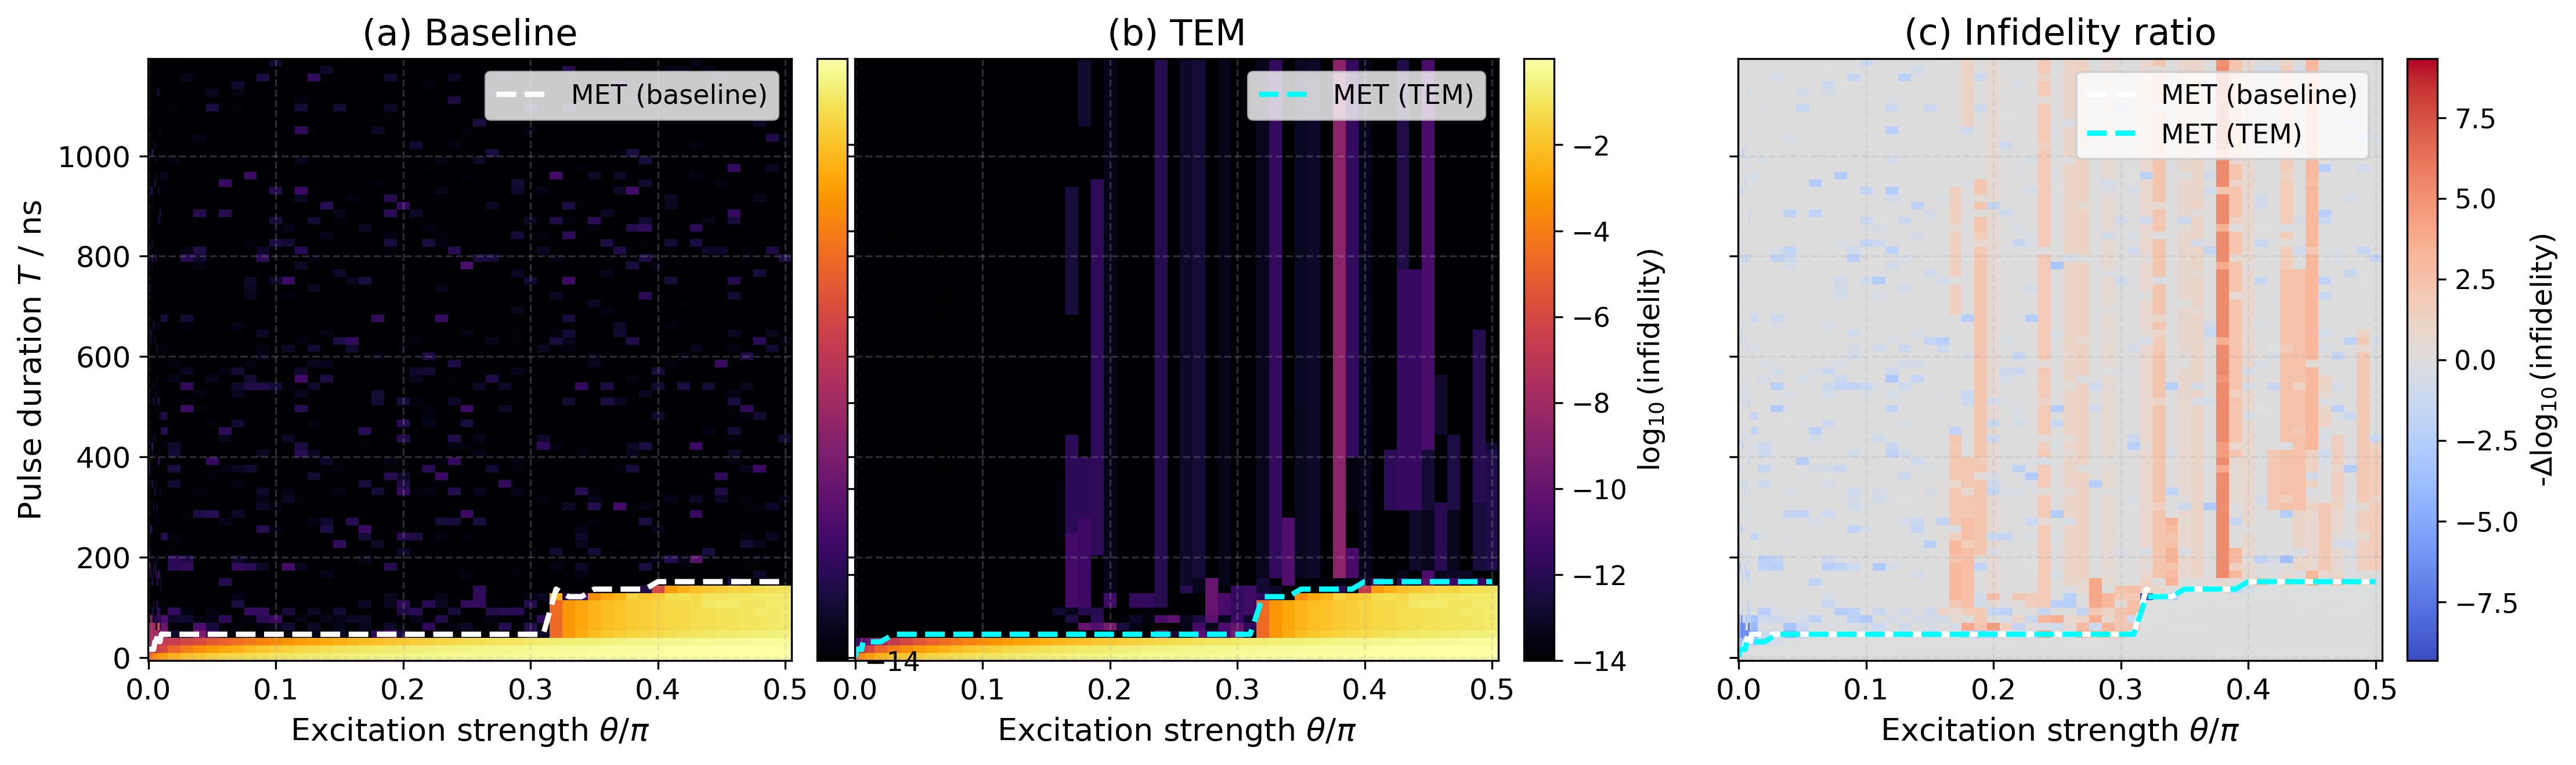 (a) Baseline
MET (baseline)
Pulse duration T / ns
1000
800
600
400
200
0
0.0 0.1 0.2 0.3 0.4 0.5
Excitation strength θ/π
(b) TEM
MET (TEM)
−14
0.0 0.1 0.2 0.3 0.4 0.5
Excitation strength θ/π
−2
−4
−6
−8
−10
−12
−14
log₁₀ (infidelity)
(c) Infidelity ratio
MET (baseline)
MET (TEM)
0.0 0.1 0.2 0.3 0.4 0.5
Excitation strength θ/π
7.5
5.0
2.5
0.0
−2.5
−5.0
−7.5
-Δlog₁₀ (infidelity)